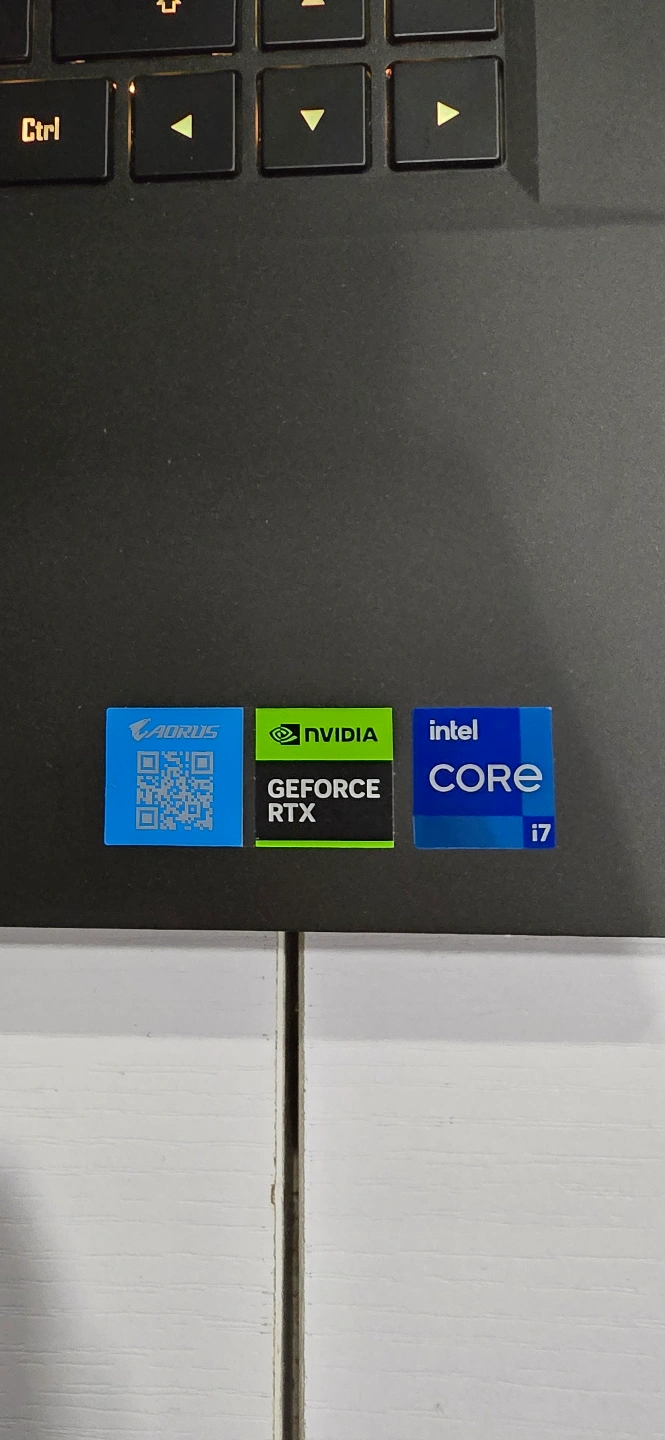 Ctrl
AORUS
NVIDIA
GEFORCE
RTX
intel
CORe
i7